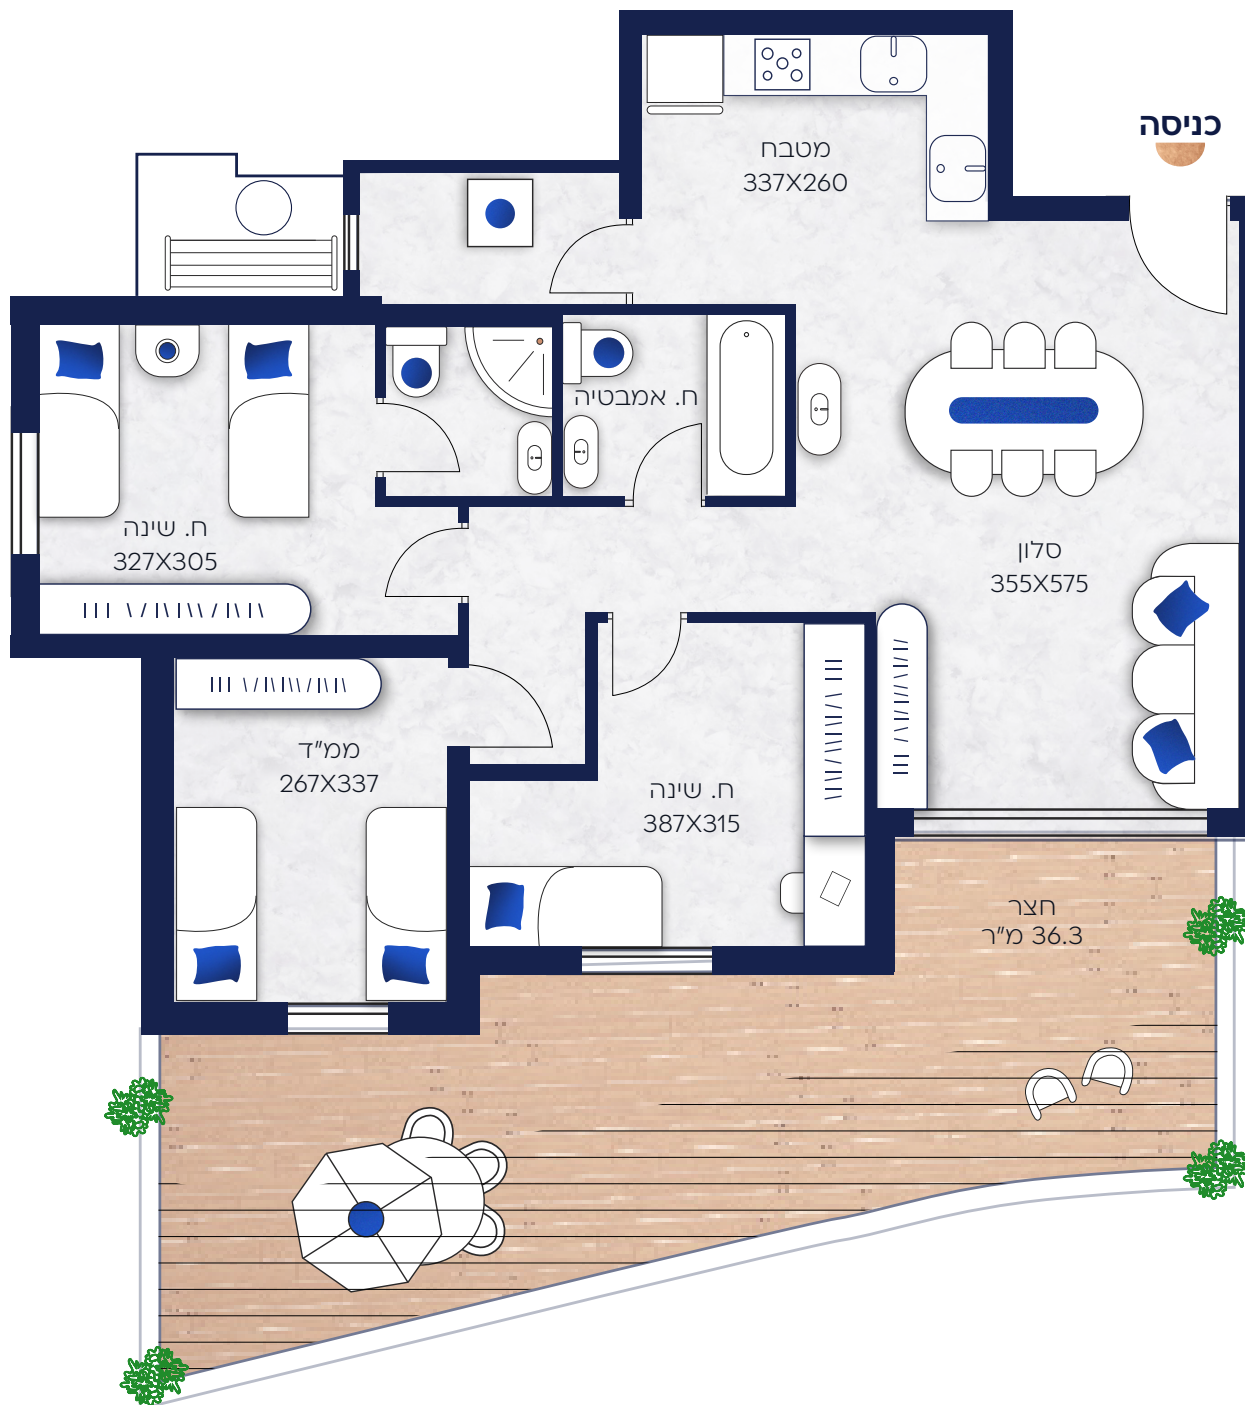 כניסה
מטבח
337X260
ח. אמבטיה
ח. שינה
327X305
סלון
355X575
ממ"ד
267X337
ח. שינה
387X315
חצר
36.3 מ"ר